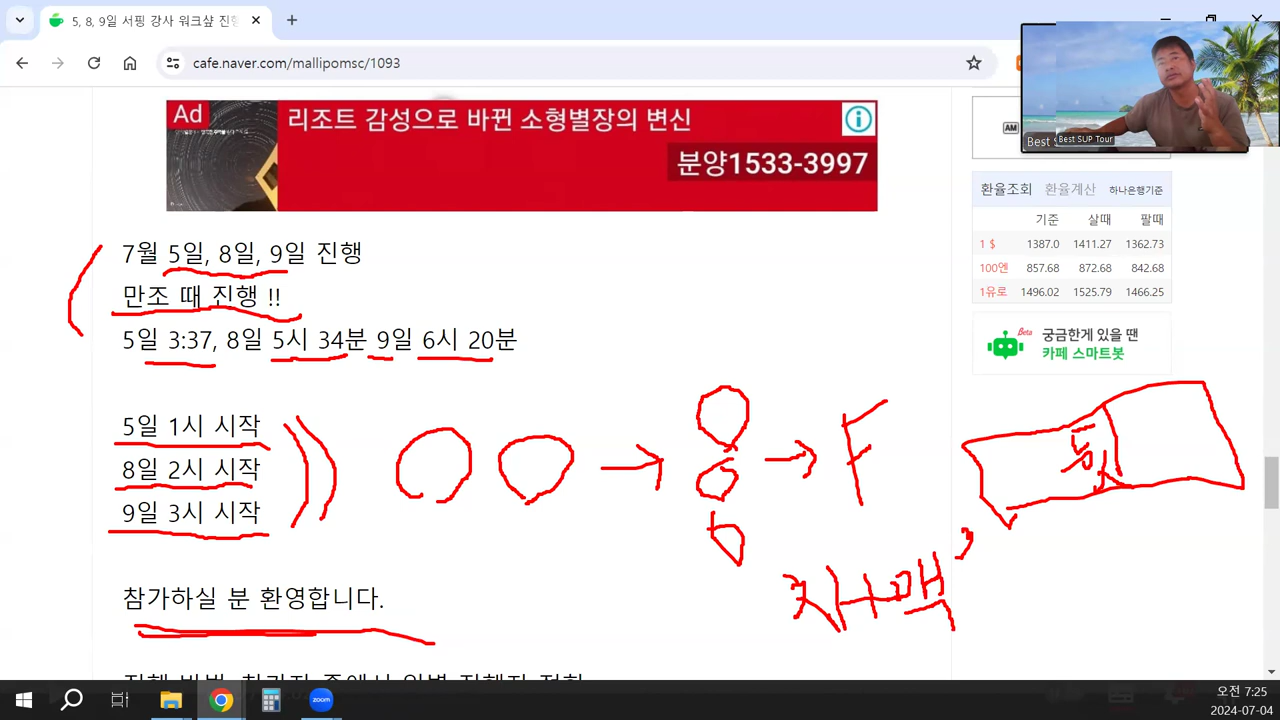 5, 8, 9일 서핑 강사 워크샾 진행
cafe.naver.com/mallipomsc/1093
Ad
리조트 감성으로 바뀐 소형별장의 변신
분양1533-3997
Best SUP Tour
환율조회 환율계산 하나은행기준
기준 살때 팔때
1 $ 1387.0 1411.27 1362.73
100엔 857.68 872.68 842.68
1유로 1496.02 1525.79 1466.25
Beta
궁금한게 있을 땐
카페 스마트봇
7월 5일, 8일, 9일 진행
만조 때 진행 !!
5일 3:37, 8일 5시 34분 9일 6시 20분
5일 1시 시작
8일 2시 시작
9일 3시 시작
F
참가하실 분 환영합니다.
zoom
오전 7:25
2024-07-04